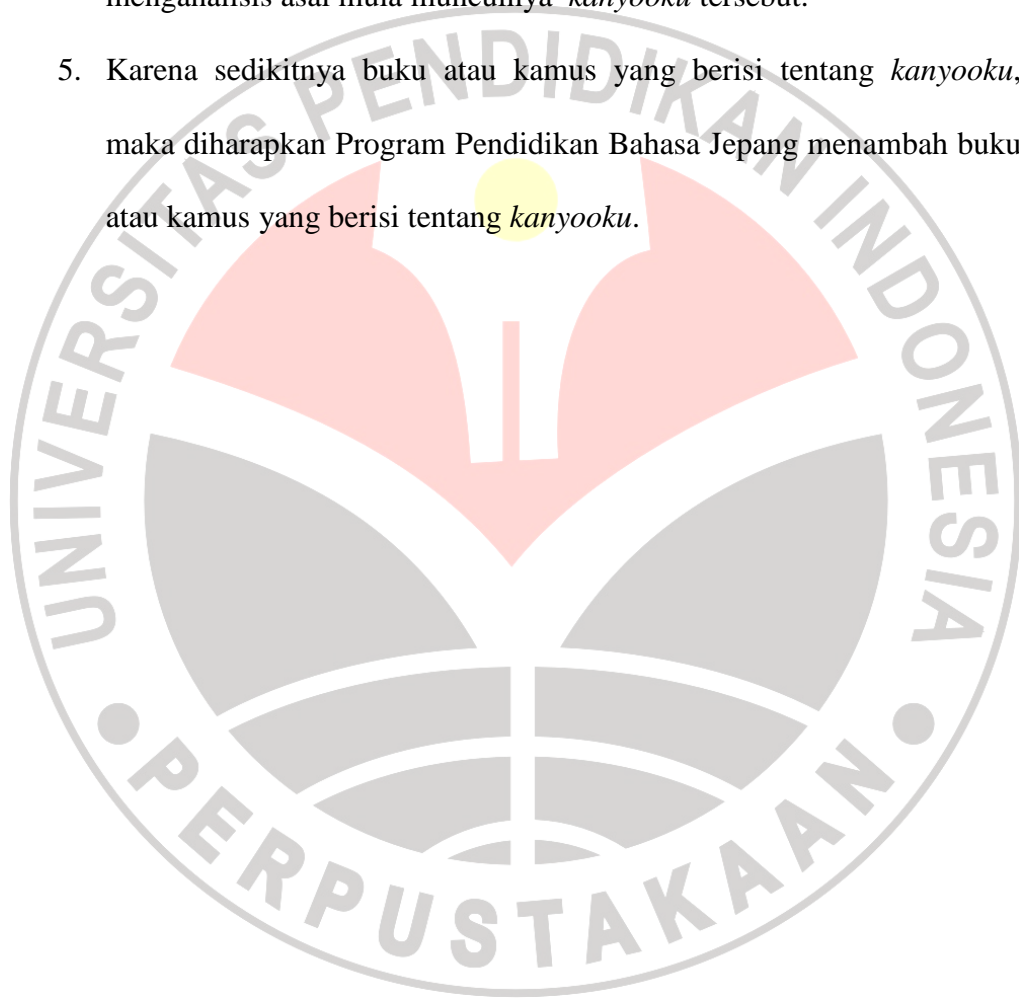 menganalisis asal mula munculnya kanyooku tersebut.
5. Karena sedikitnya buku atau kamus yang berisi tentang kanyooku,
maka diharapkan Program Pendidikan Bahasa Jepang menambah buku
atau kamus yang berisi tentang kanyooku.
UNIVERSITAS PENDIDIKAN INDONESIA
PERPUSTAKAAN